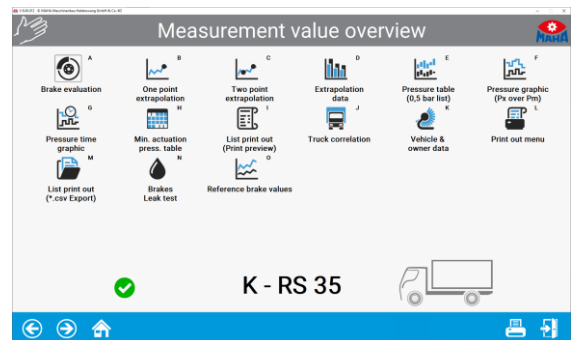 Measurement value overview
MAHA
A
B
C
D
E
F
Brake evaluation
One point
extrapolation
Two point
extrapolation
Extrapolation
data
Pressure table
(0,5 bar list)
Pressure graphic
(Px over Pm)
G
H
I
J
K
L
Pressure time
graphic
Min. actuation
press. table
List print out
(Print preview)
Truck correlation
Vehicle &
owner data
Print out menu
M
N
O
List print out
(*.csv Export)
Brakes
Leak test
Reference brake values
K - RS 35